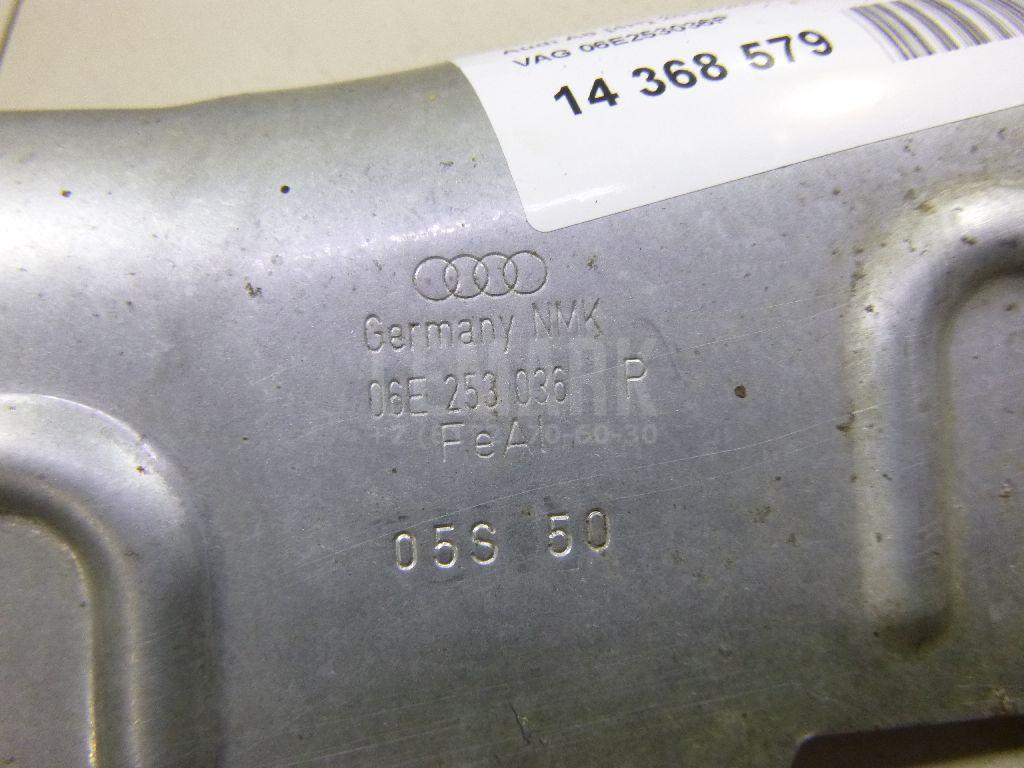 VAG 06E253036P
14 368 579
Germany NMK
06E 253 036 P
FeAl
05S 50